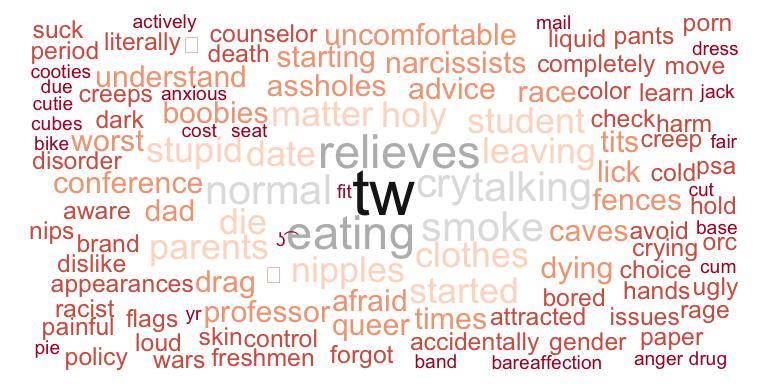 actively mail
suck counselor uncomfortable porn
period literally death starting narcissists liquid pants dress
cooties understand assholes advice completely move
due creeps anxious race color learn jack
cutie dark boobies matter holy student check harm
cubes cost seat fair
bike worst stupid date relieves leaving tits creep
disorder lick cold psa
conference normal fit tw cry talking fences cut
aware dad hold
nips die eating smoke caves avoid base
brand parents clothes crying orc
dislike nipples dying choice cum
appearances drag started bored hands ugly
racist professor afraid times attracted issues rage
painful flags yr queer
pie loud skin control accidentally gender paper
policy wars freshmen forgot band bare affection anger drug